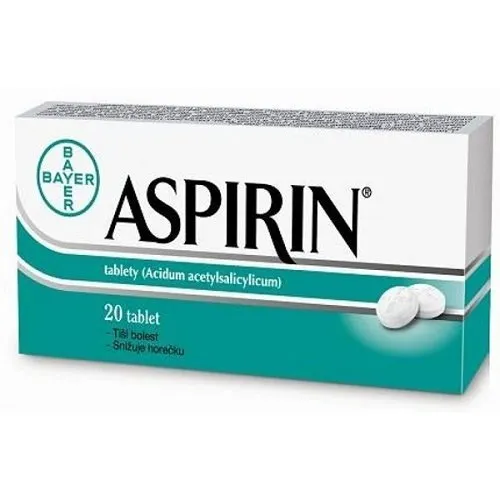 BAYER
BAYER
ASPIRIN®
tablety (Acidum acetylsalicylicum)
20 tablet
- Tiší bolest
- Snižuje horečku